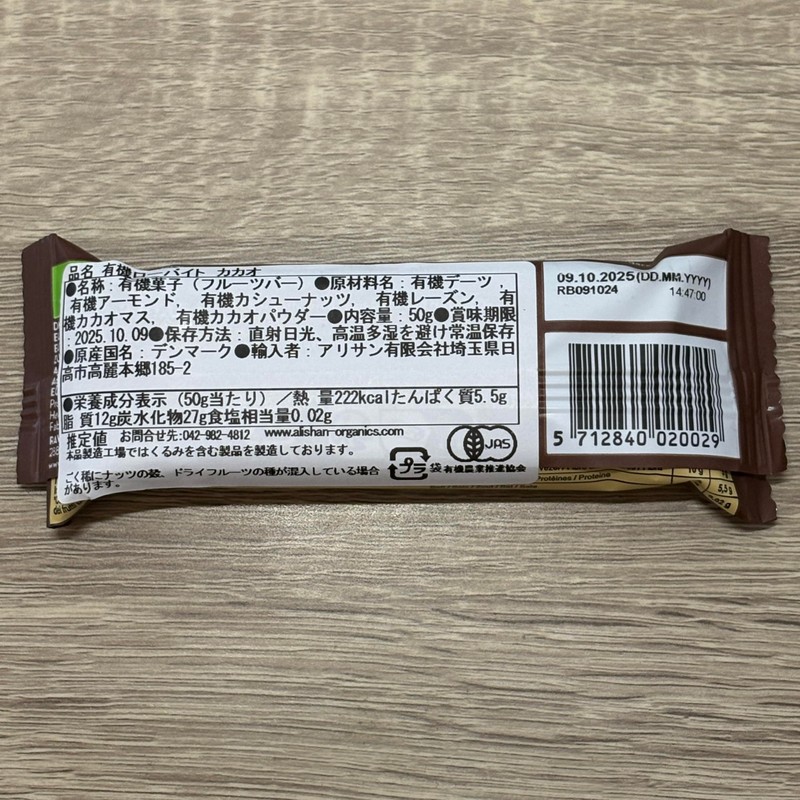 品名 有機ローバイト カカオ
●名称：有機菓子（フルーツバー）●原材料名：有機デーツ，
有機アーモンド，有機カシューナッツ，有機レーズン，有
機カカオマス，有機カカオパウダー●内容量：50g●賞味期限
：2025.10.09●保存方法：直射日光、高温多湿を避け常温保存
●原産国名：デンマーク●輸入者：アリサン有限会社埼玉県日
高市高麗本郷185-2
●栄養成分表示（50g当たり）／熱 量222kcalたんぱく質5.5g
脂 質12g炭水化物27g食塩相当量0.02g
推定値 お問合せ先:042-982-4812 www.alishan-organics.com
本品製造工場ではくるみを含む製品を製造しております。
ごく稀にナッツの殻、ドライフルーツの種が混入している場合
があります。
プラ 袋
JAS
有機農業推進協会
09.10.2025(DD.MM.YYYY)
RB091024 14:47:00
5 712840 020029
Protéines / Proteine
5,5g